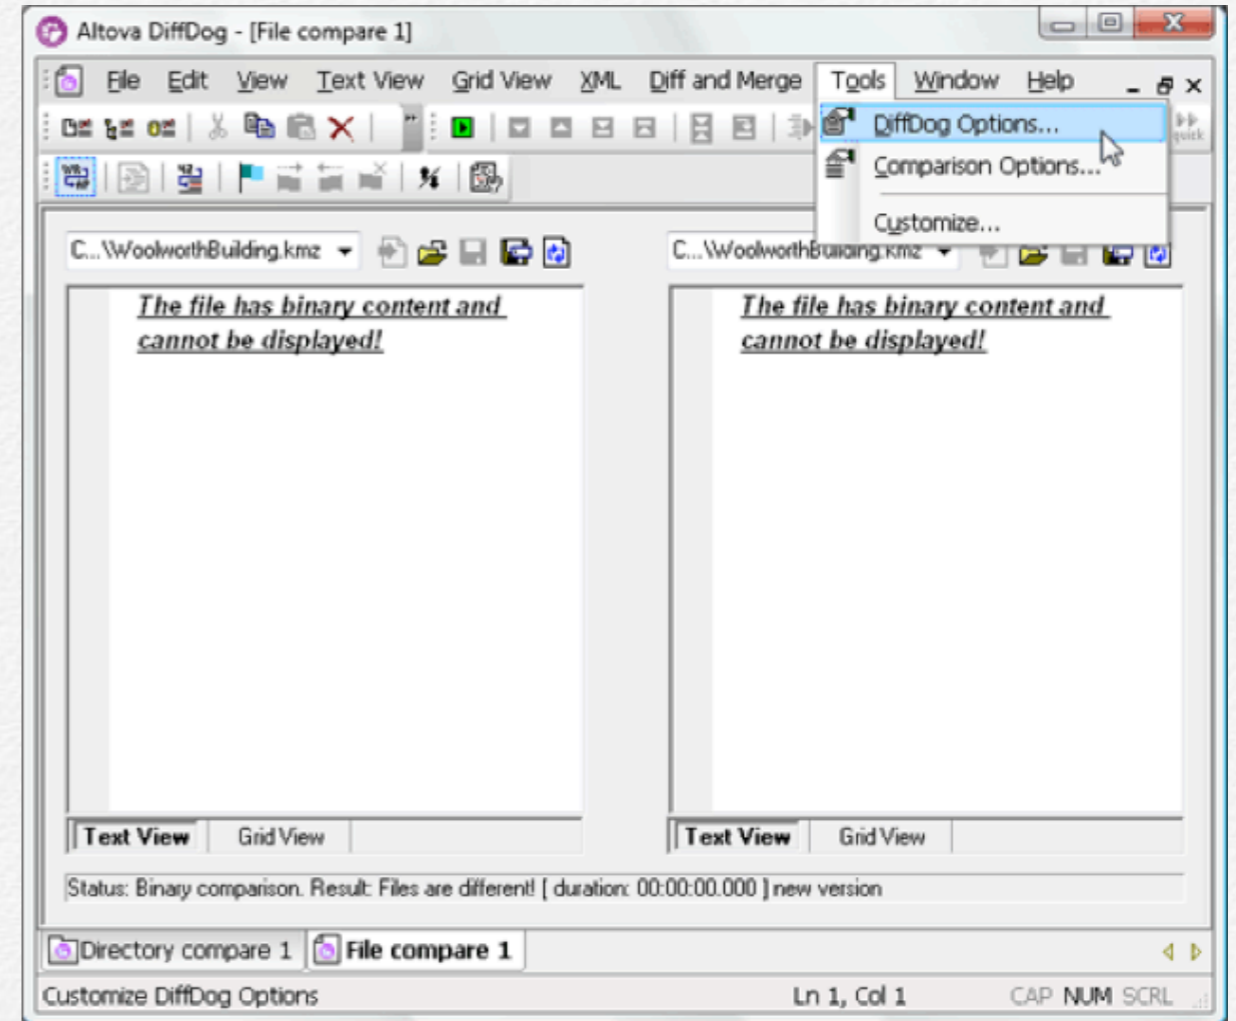 Altova DiffDog - [File compare 1]
File Edit View Text View Grid View XML Diff and Merge Tools Window Help
DiffDog Options...
quick
Comparison Options...
Customize...
C...\WoolworthBuilding.kmz
C...\WoolworthBuilding.kmz
The file has binary content and
cannot be displayed!
The file has binary content and
cannot be displayed!
Text View Grid View
Text View Grid View
Status: Binary comparison. Result: Files are different! [ duration: 00:00:00.000 ] new version
Directory compare 1 File compare 1
Customize DiffDog Options Ln 1, Col 1 CAP NUM SCRL